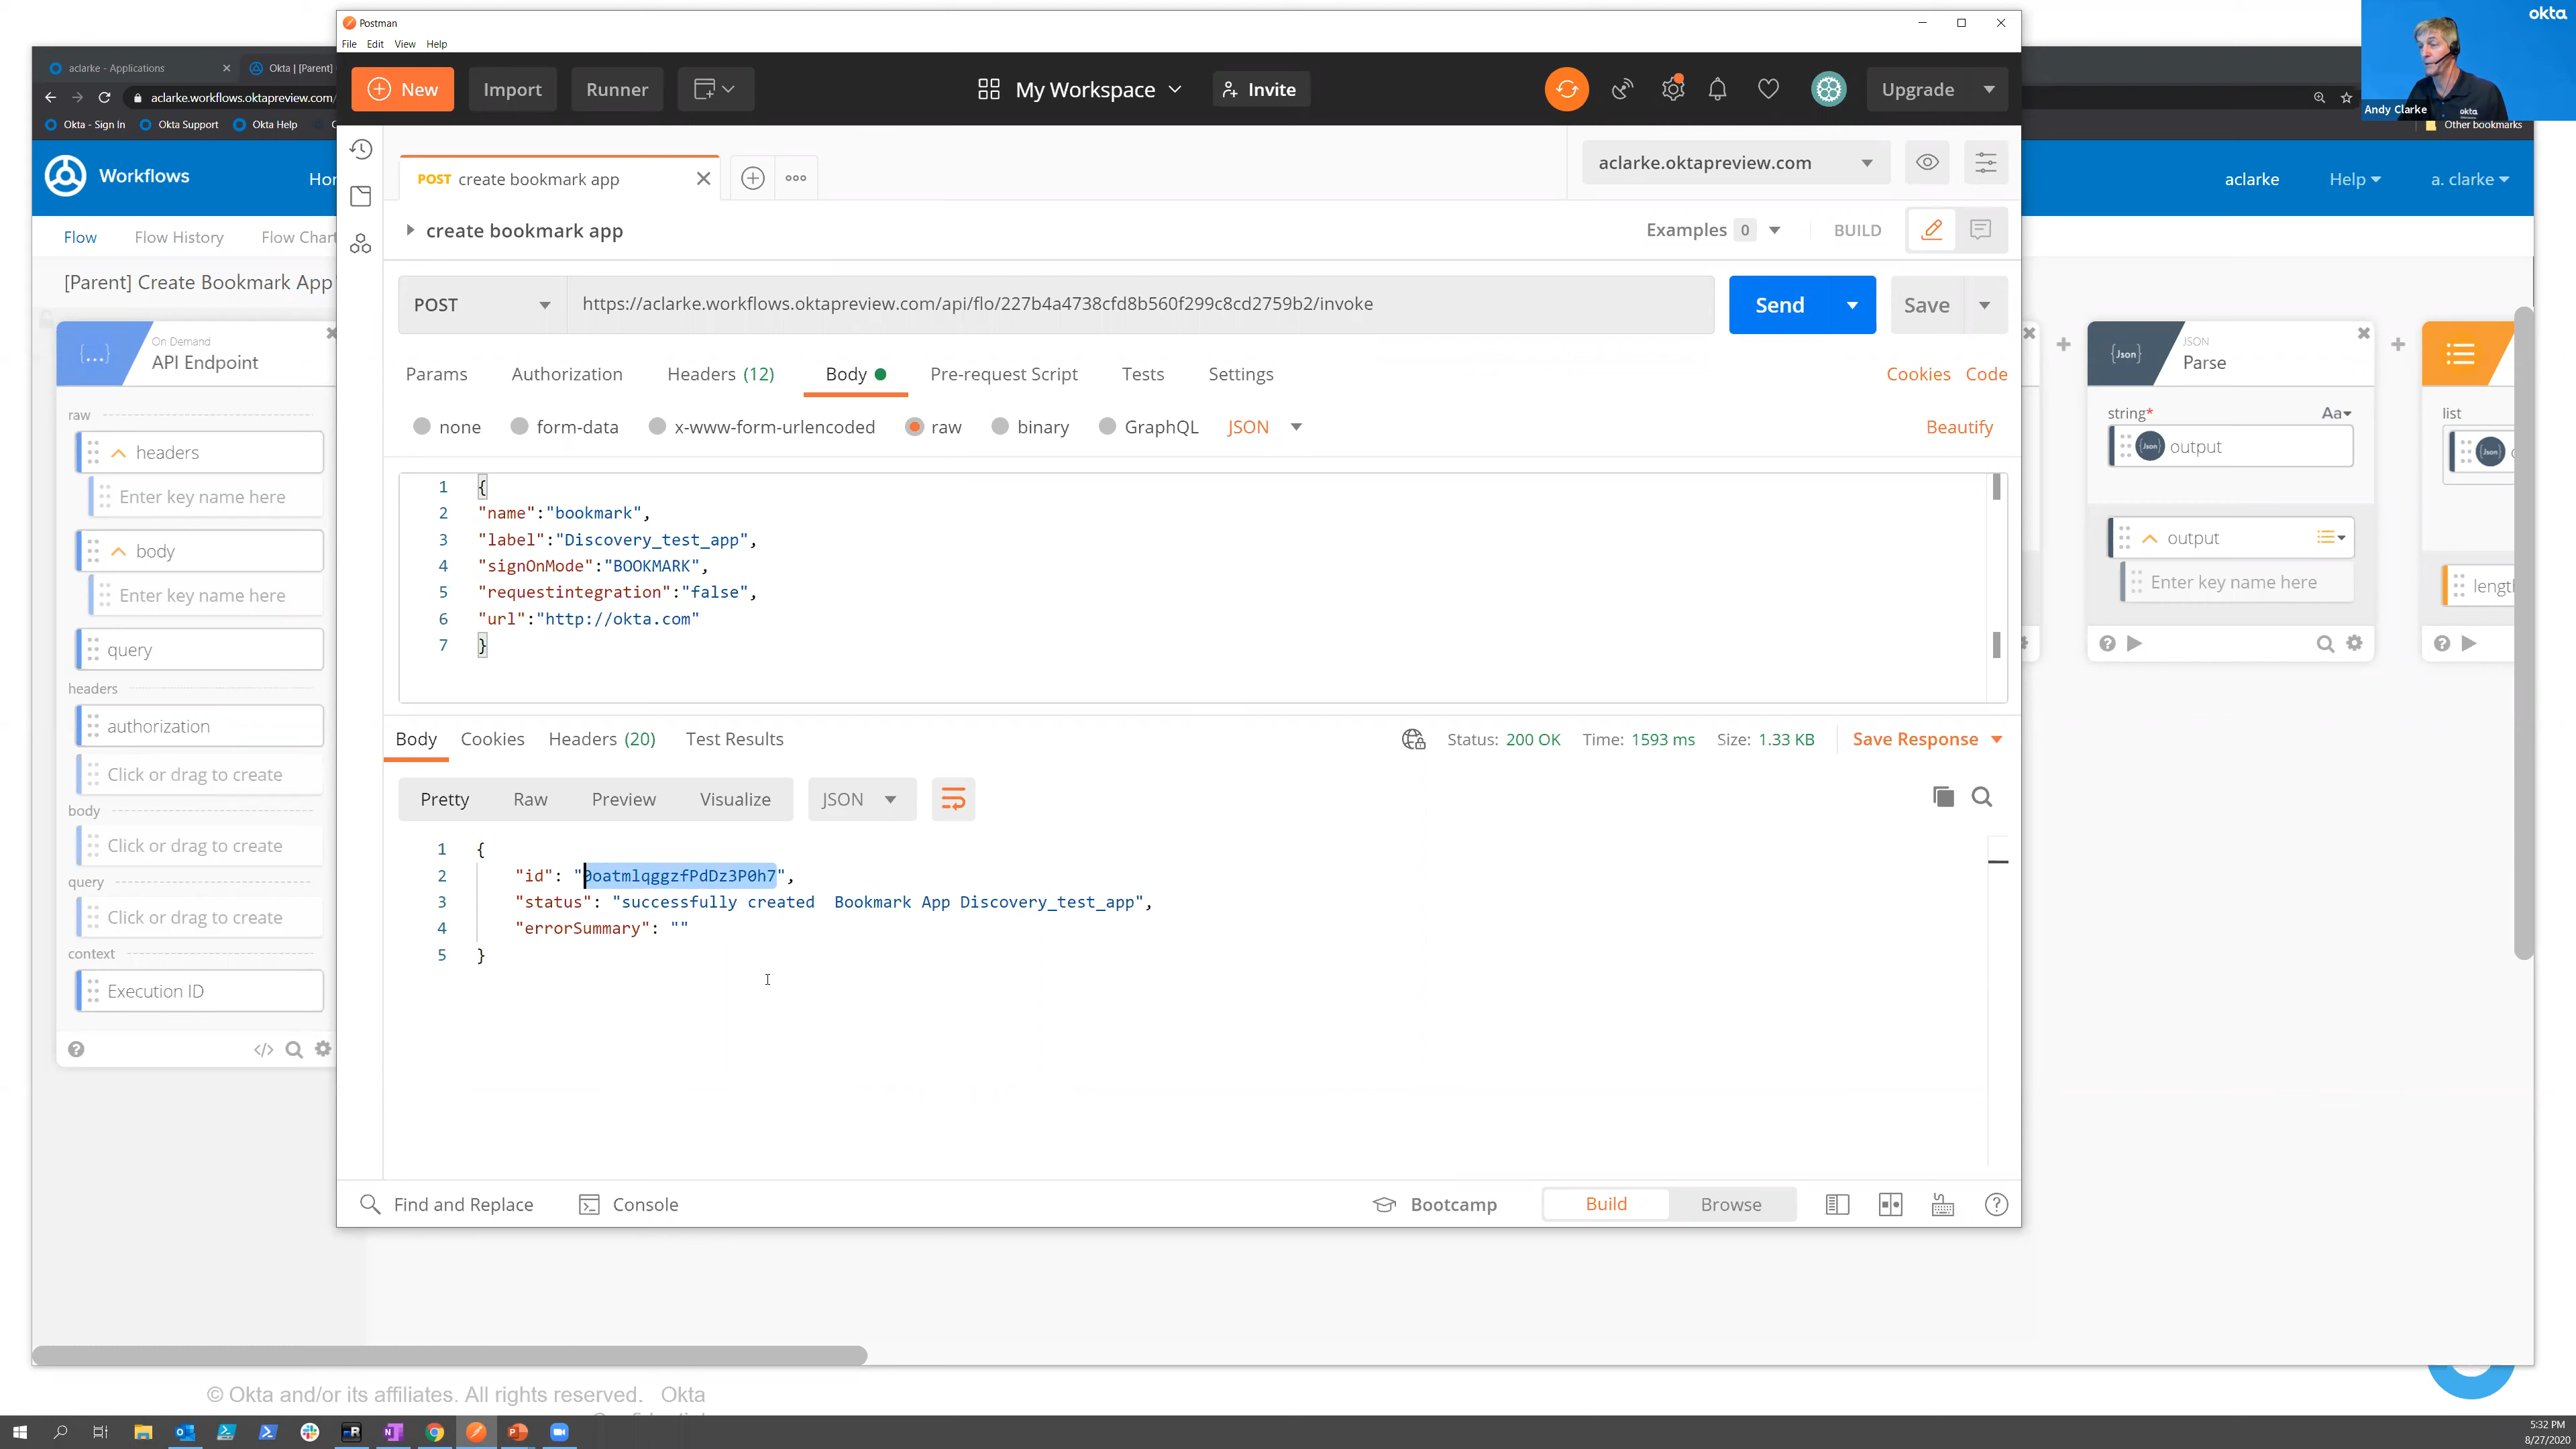 Postman
File Edit View Help
okta
Andy Clarke
okta
aclarke - Applications
Okta | [Parent]
aclarke.workflows.oktapreview.com/
Okta - Sign In
Okta Support
Okta Help
Other bookmarks
New
Import
Runner
My Workspace
Invite
Upgrade
Workflows
Hor
aclarke
Help
a. clarke
POST create bookmark app
aclarke.oktapreview.com
Flow
Flow History
Flow Chart
create bookmark app
Examples 0
BUILD
[Parent] Create Bookmark App
POST
https://aclarke.workflows.oktapreview.com/api/flo/227b4a4738cfd8b560f299c8cd2759b2/invoke
Send
Save
On Demand
API Endpoint
raw
headers
Enter key name here
body
Enter key name here
query
headers
authorization
Click or drag to create
body
Click or drag to create
query
Click or drag to create
context
Execution ID
Params
Authorization
Headers (12)
Body
Pre-request Script
Tests
Settings
Cookies
Code
none
form-data
x-www-form-urlencoded
raw
binary
GraphQL
JSON
Beautify
1 {
2 "name":"bookmark",
3 "label":"Discovery_test_app",
4 "signOnMode":"BOOKMARK",
5 "requestintegration":"false",
6 "url":"http://okta.com"
7 }
Body
Cookies
Headers (20)
Test Results
Status: 200 OK
Time: 1593 ms
Size: 1.33 KB
Save Response
Pretty
Raw
Preview
Visualize
JSON
1 {
2 "id": "0oatmlqggzfPdDz3P0h7",
3 "status": "successfully created  Bookmark App Discovery_test_app",
4 "errorSummary": ""
5 }
Find and Replace
Console
Bootcamp
Build
Browse
{Json}
JSON
Parse
string*
Aa
Json
output
output
Enter key name here
list
Json
lengt
© Okta and/or its affiliates. All rights reserved. Okta
5:32 PM
8/27/2020